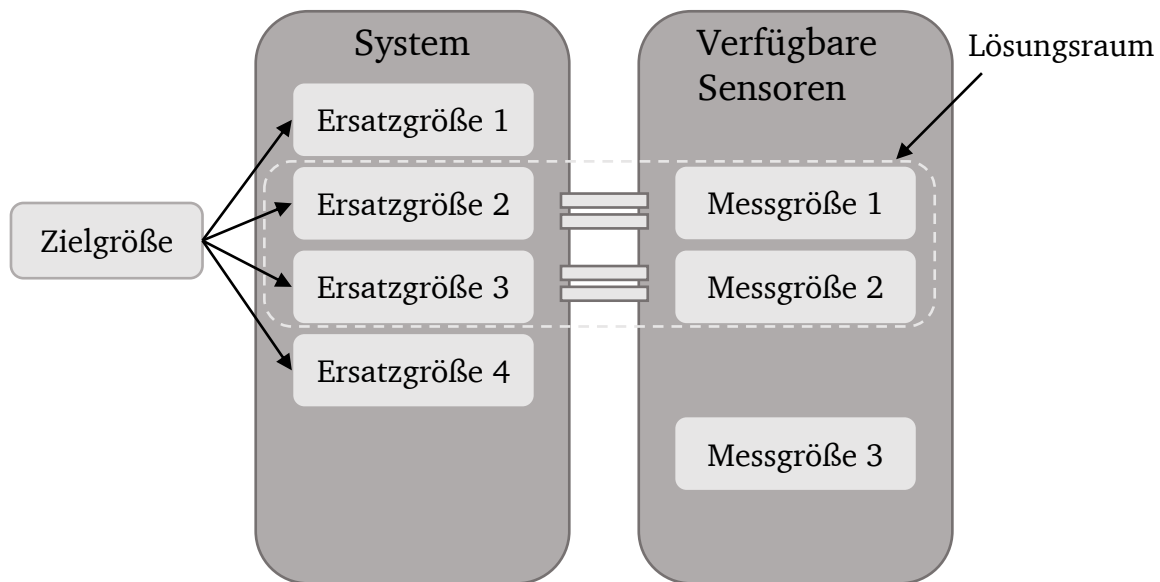 System
Verfügbare
Sensoren
Lösungsraum
Zielgröße
Ersatzgröße 1
Ersatzgröße 2
Ersatzgröße 3
Ersatzgröße 4
Messgröße 1
Messgröße 2
Messgröße 3